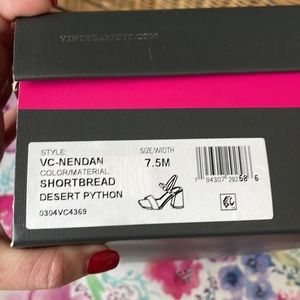 VINCECAMUTO.COM
STYLE: SIZE/WIDTH
VC-NENDAN 7.5M
COLOR/MATERIAL
SHORTBREAD
DESERT PYTHON
0304VC4369